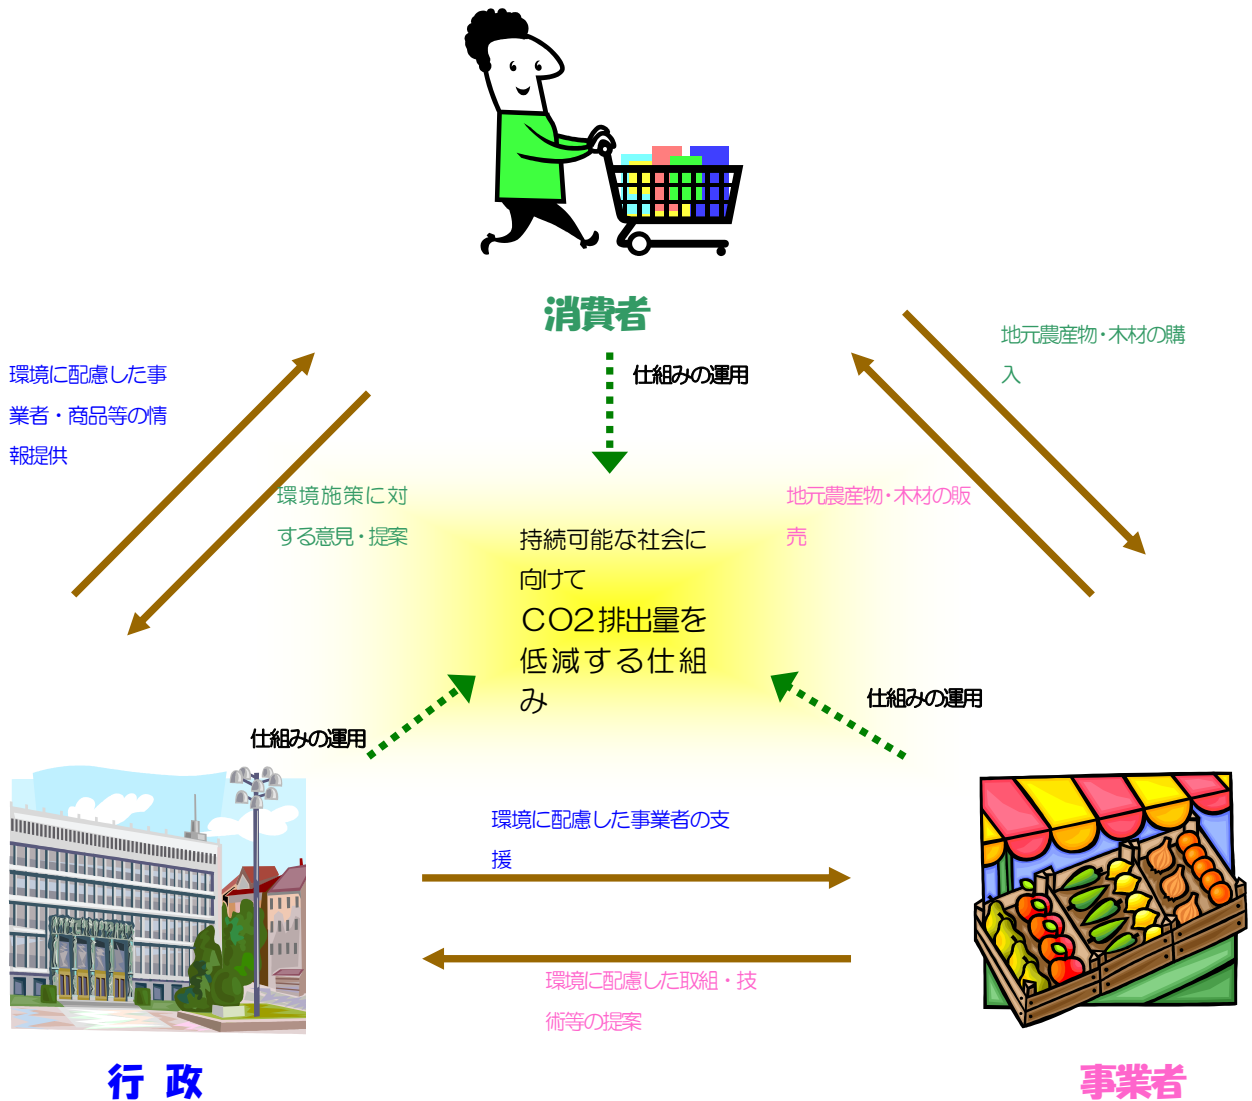 消費者
仕組みの運用
地元農産物・木材の購
入
環境に配慮した事
業者・商品等の情
報提供
環境施策に対
する意見・提案
地元農産物・木材の販
売
持続可能な社会に
向けて
ＣＯ２排出量を
低減する仕組
み
仕組みの運用
仕組みの運用
環境に配慮した事業者の支
援
環境に配慮した取組・技
術等の提案
行 政
事業者